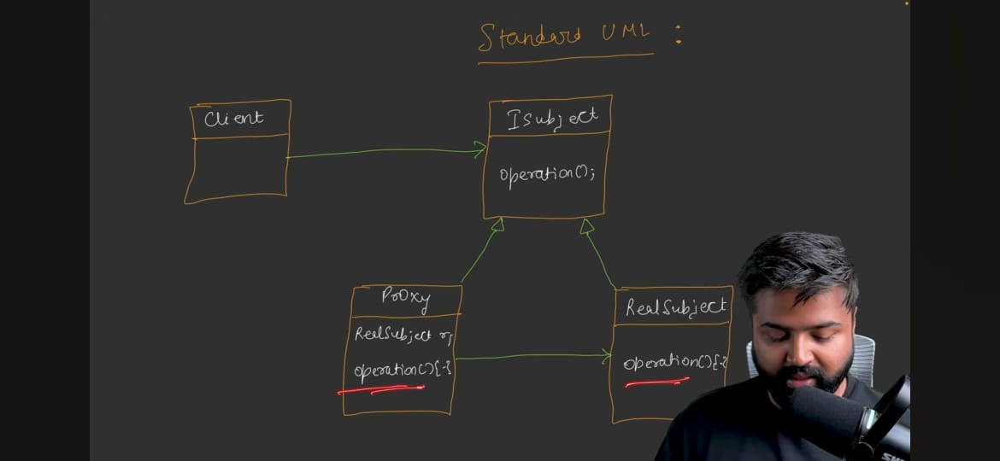 Standard UML :
Client
ISubject
operation();
Proxy
RealSubject r;
operation(){-}
RealSubject
operation(){-}